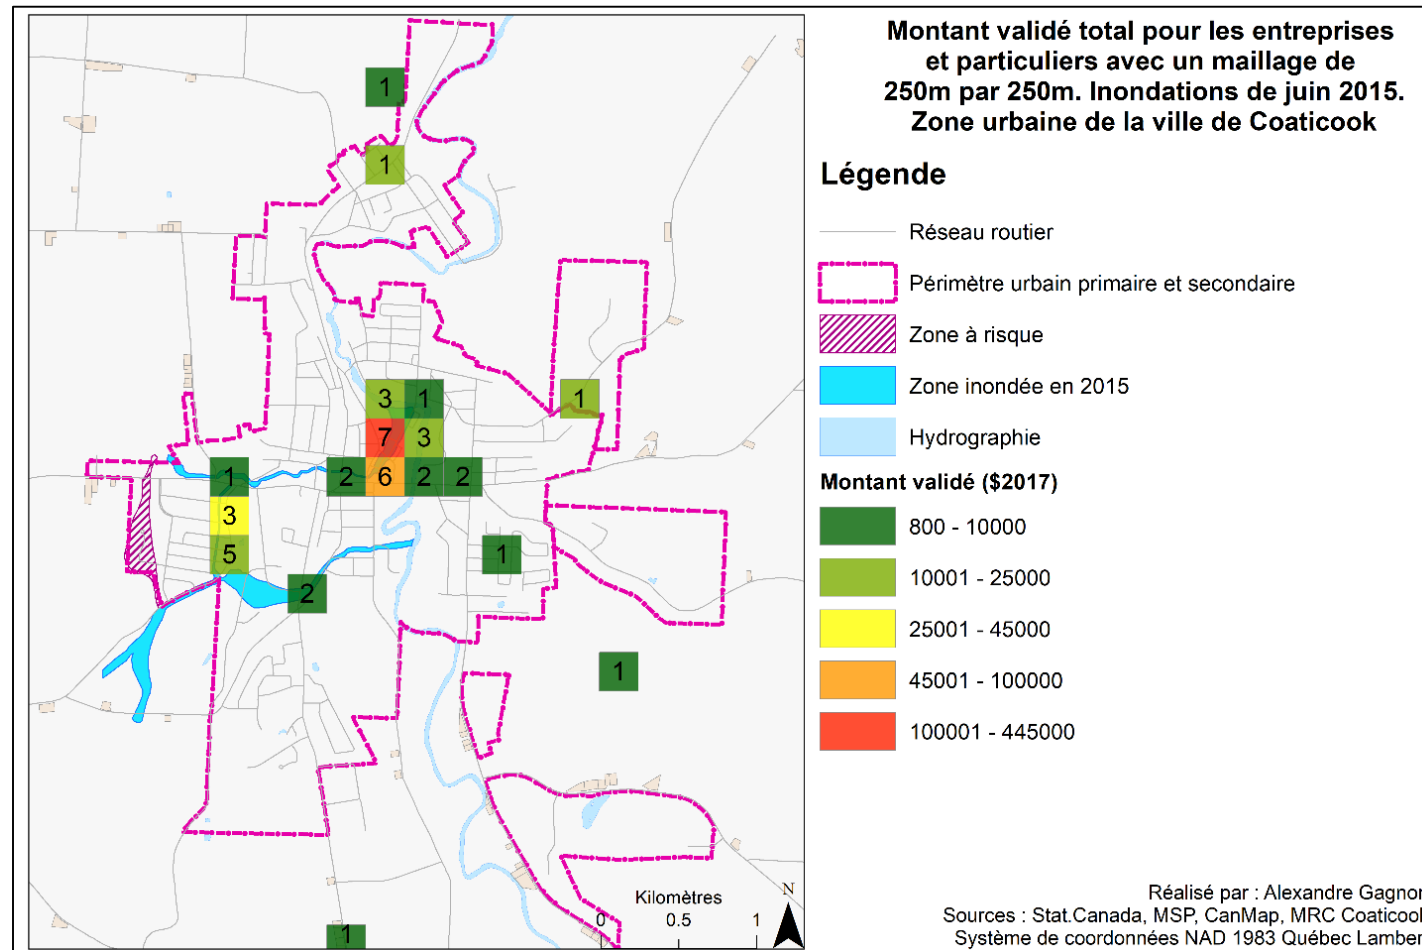 Montant validé total pour les entreprises
et particuliers avec un maillage de
250m par 250m. Inondations de juin 2015.
Zone urbaine de la ville de Coaticook
Légende
Réseau routier
Périmètre urbain primaire et secondaire
Zone à risque
Zone inondée en 2015
Hydrographie
Montant validé ($2017)
800 - 10000
10001 - 25000
25001 - 45000
45001 - 100000
100001 - 445000
1
1
3 1 1
7 3
1 2 6 2 2
3
5 1
2
1
1
Kilomètres
0 0.5 1
N
Réalisé par : Alexandre Gagnon
Sources : Stat.Canada, MSP, CanMap, MRC Coaticook
Système de coordonnées NAD 1983 Québec Lamber